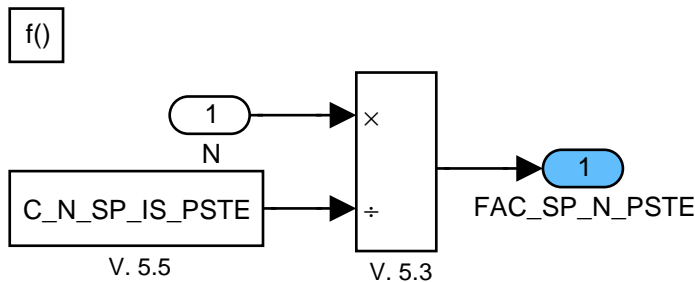 f()
1
N
×
C_N_SP_IS_PSTE
÷
V. 5.5
V. 5.3
1
FAC_SP_N_PSTE